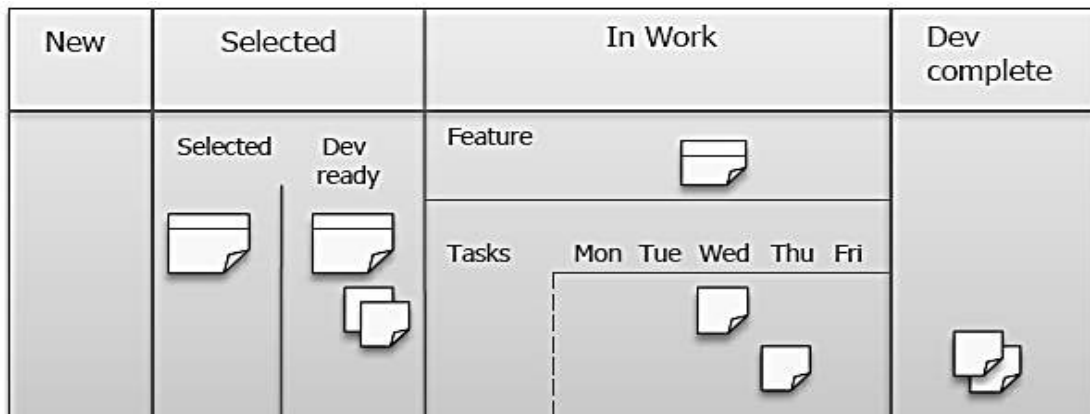 New
Selected
In Work
Dev
complete
Selected
Dev
ready
Feature
Tasks
Mon Tue Wed Thu Fri